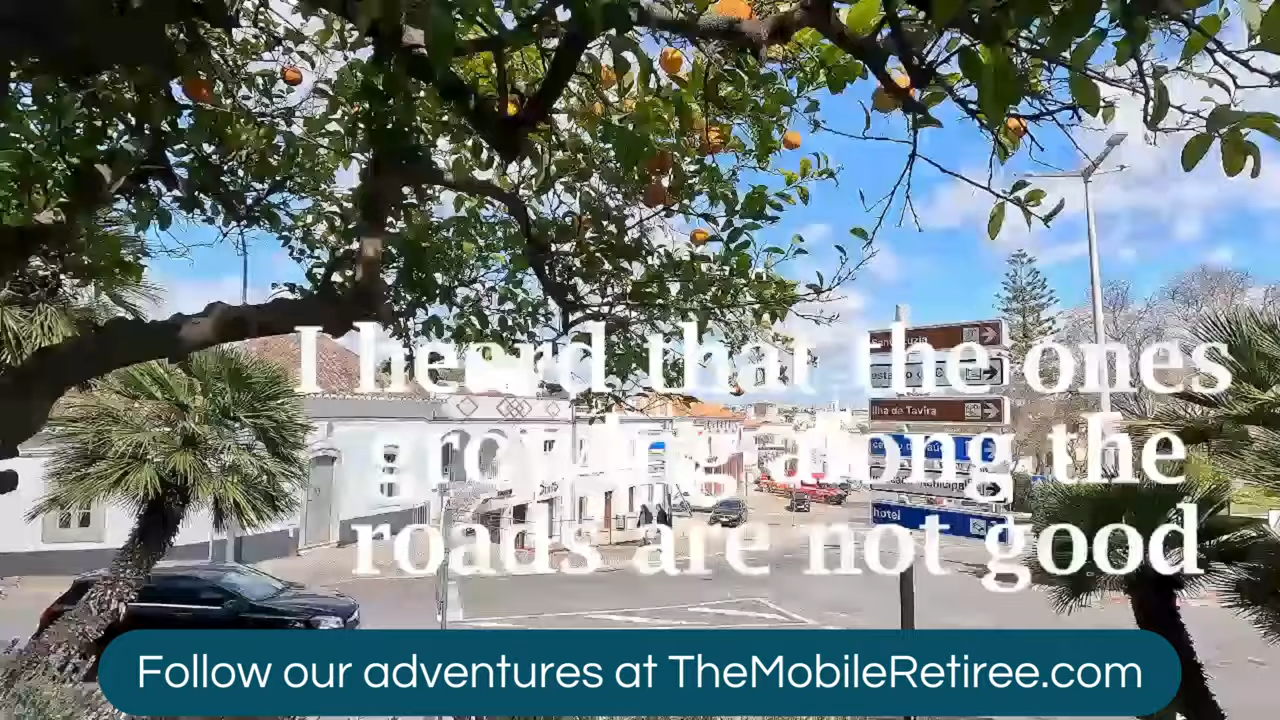 I heard that the ones
growing along the
roads are not good
Ilha de Tavira
hotel
Follow our adventures at TheMobileRetiree.com